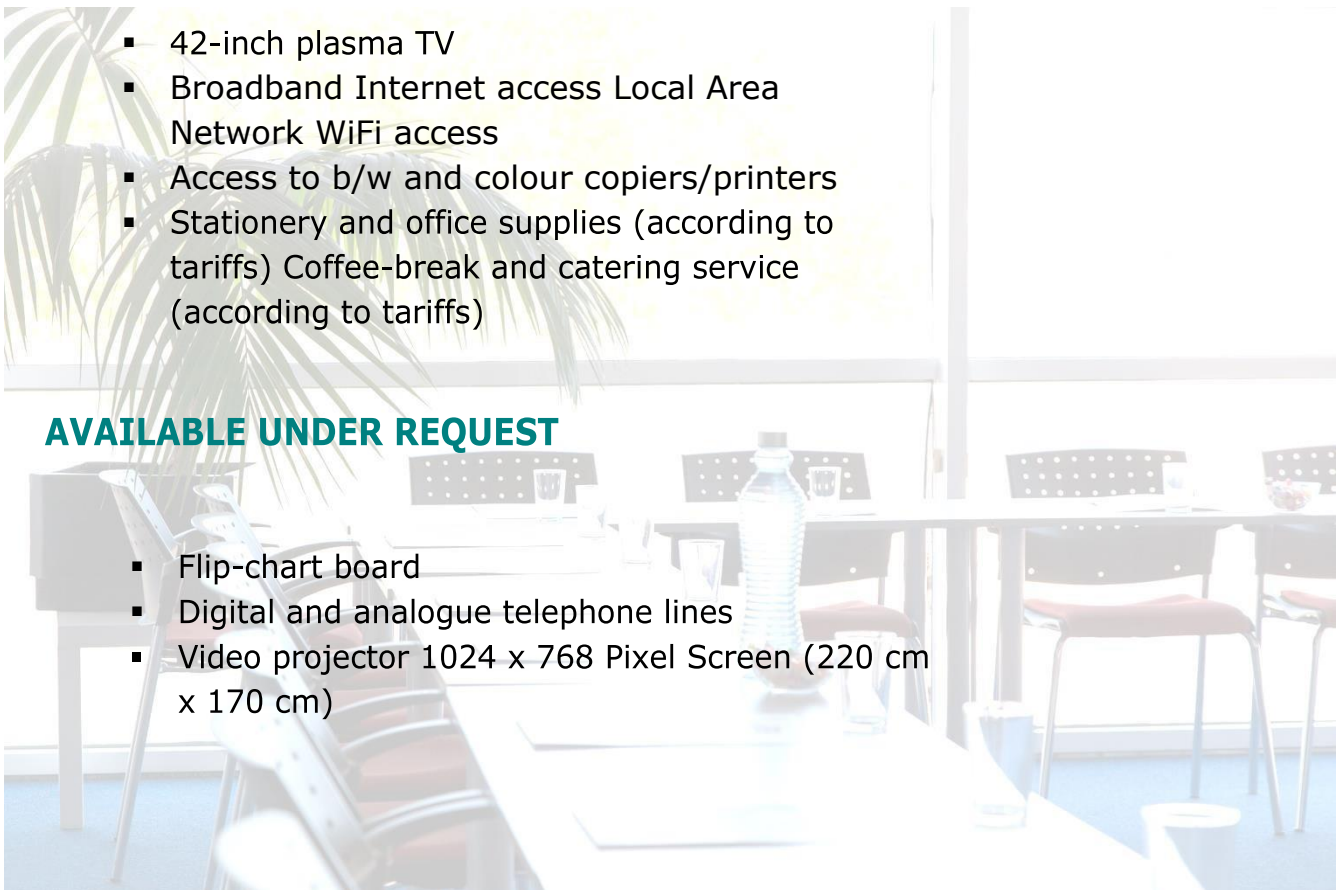 ▪ 42-inch plasma TV
▪ Broadband Internet access Local Area
Network WiFi access
▪ Access to b/w and colour copiers/printers
▪ Stationery and office supplies (according to
tariffs) Coffee-break and catering service
(according to tariffs)
AVAILABLE UNDER REQUEST
▪ Flip-chart board
▪ Digital and analogue telephone lines
▪ Video projector 1024 x 768 Pixel Screen (220 cm
x 170 cm)